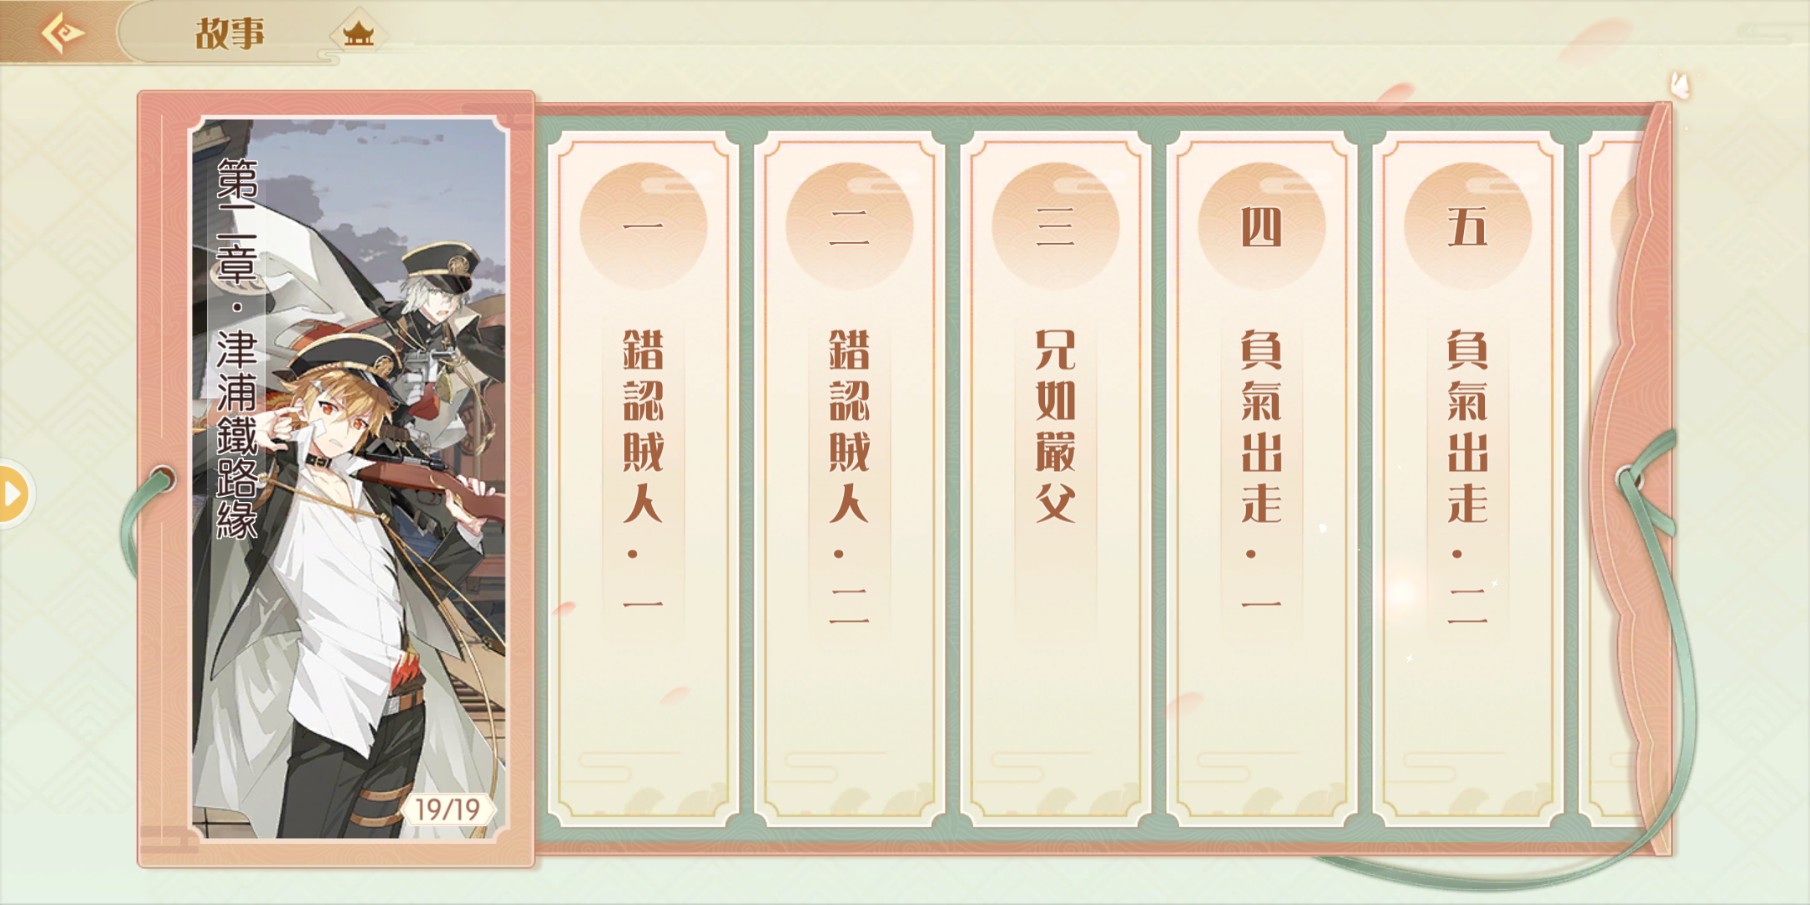 故事
第二章·津浦鐵路緣
19/19
一
錯認賊人·一
二
錯認賊人·二
三
兄如嚴父
四
負氣出走·一
五
負氣出走·二